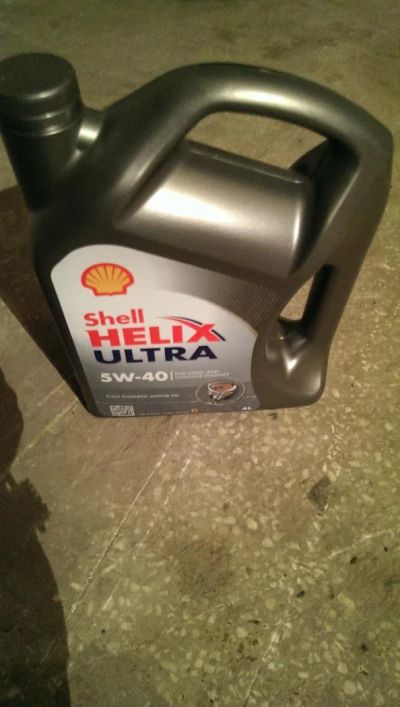 Shell
HELIX
ULTRA
5W-40 FOR DIESEL AND
GASOLINE ENGINES
FULLY SYNTHETIC MOTOR OIL
4L